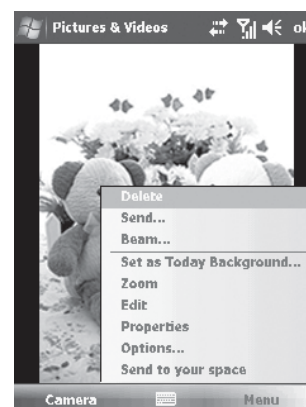 Pictures & Videos ok
Delete
Send...
Beam...
Set as Today Background...
Zoom
Edit
Properties
Options...
Send to your space
Camera Menu